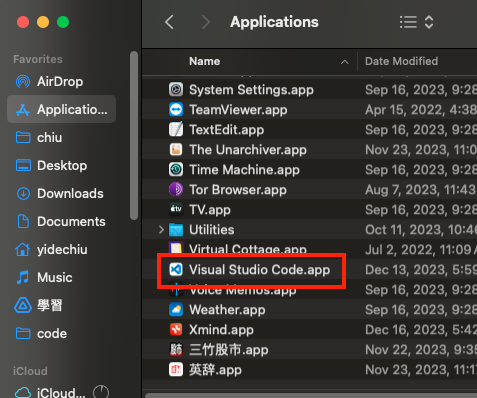 Applications
Favorites
AirDrop
Applicatio...
chiu
Desktop
Downloads
Documents
yidechiu
Music
學習
code
iCloud
iCloud...
Name Date Modified
System Settings.app Sep 16, 2023, 9:28
TeamViewer.app Apr 15, 2022, 4:38
TextEdit.app Sep 16, 2023, 9:28
The Unarchiver.app Nov 23, 2023, 11:0
Time Machine.app Sep 16, 2023, 9:28
Tor Browser.app Aug 7, 2023, 11:43
TV.app Sep 16, 2023, 9:28
Utilities Oct 11, 2023, 10:46
Virtual Cottage.app Jul 2, 2022, 11:09
Visual Studio Code.app Dec 13, 2023, 5:59
Voice Memos.app Sep 16, 2023, 9:28
Weather.app Sep 16, 2023, 9:28
Xmind.app Dec 16, 2023, 5:42
三竹股市.app Nov 22, 2023, 9:35
英辞.app Nov 23, 2023, 11:17